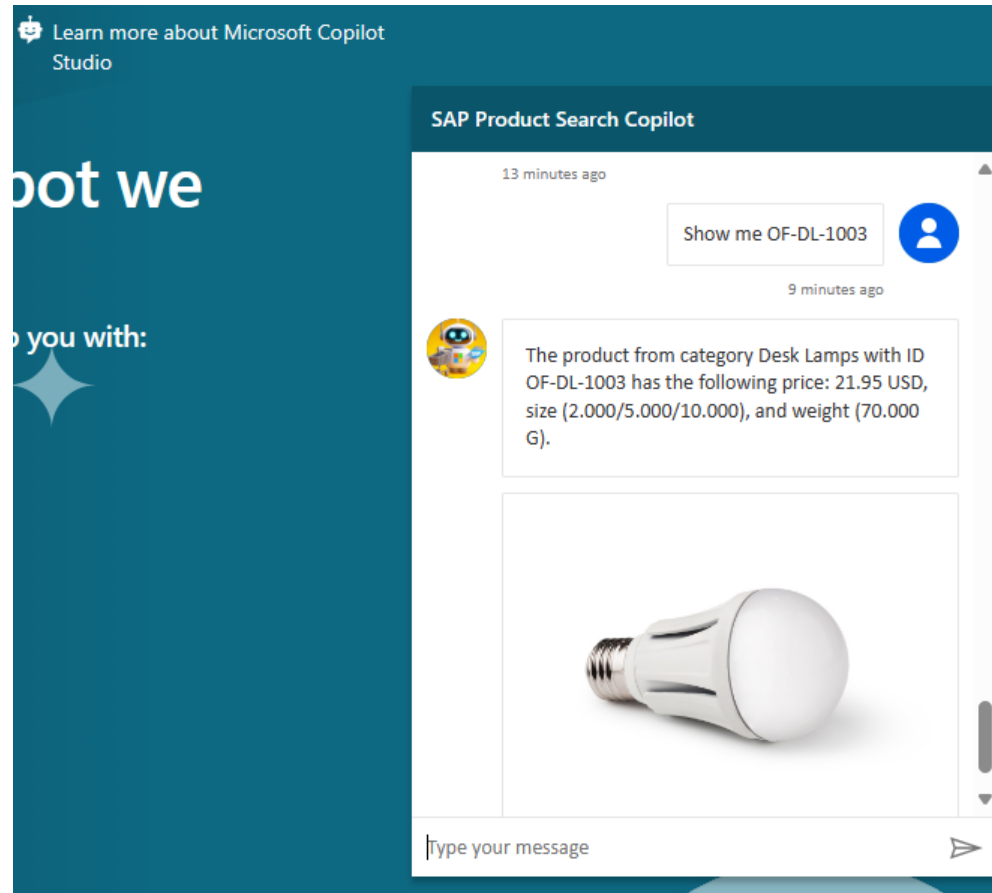 Learn more about Microsoft Copilot
Studio
SAP Product Search Copilot
we
13 minutes ago
Show me OF-DL-1003
9 minutes ago
you with:
The product from category Desk Lamps with ID
OF-DL-1003 has the following price: 21.95 USD,
size (2.000/5.000/10.000), and weight (70.000
G).
Type your message